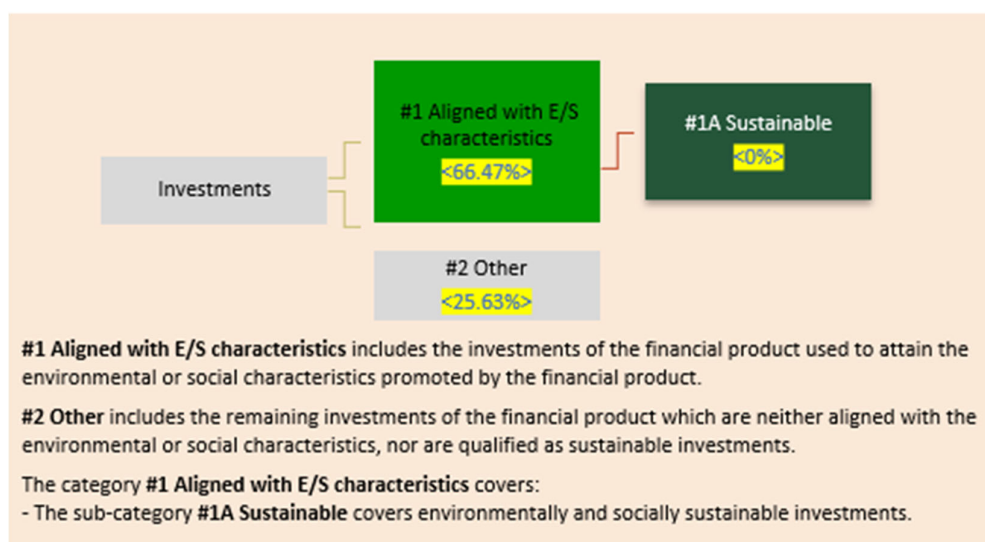 #1 Aligned with E/S
characteristics
<66.47%>
#1A Sustainable
<0%>
Investments
#2 Other
<25.63%>
#1 Aligned with E/S characteristics includes the investments of the financial product used to attain the
environmental or social characteristics promoted by the financial product.
#2 Other includes the remaining investments of the financial product which are neither aligned with the
environmental or social characteristics, nor are qualified as sustainable investments.
The category #1 Aligned with E/S characteristics covers:
- The sub-category #1A Sustainable covers environmentally and socially sustainable investments.